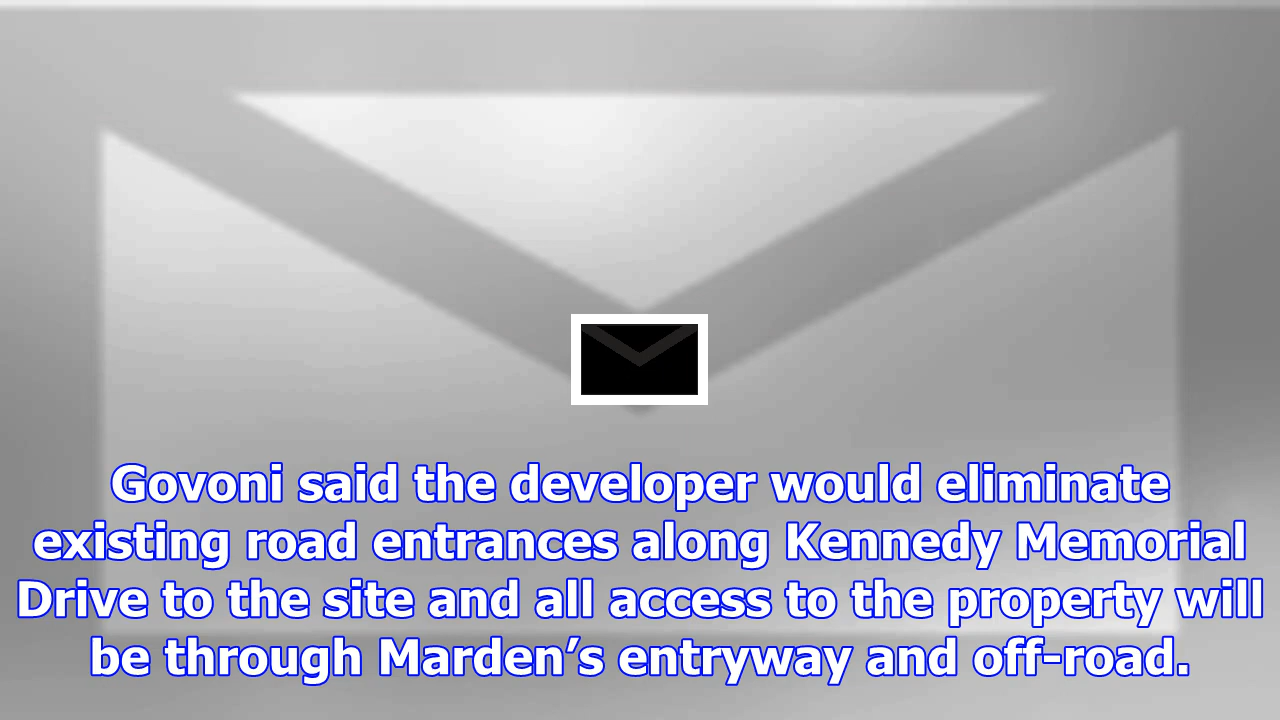 Govoni said the developer would eliminate
existing road entrances along Kennedy Memorial
Drive to the site and all access to the property will
be through Marden’s entryway and off-road.